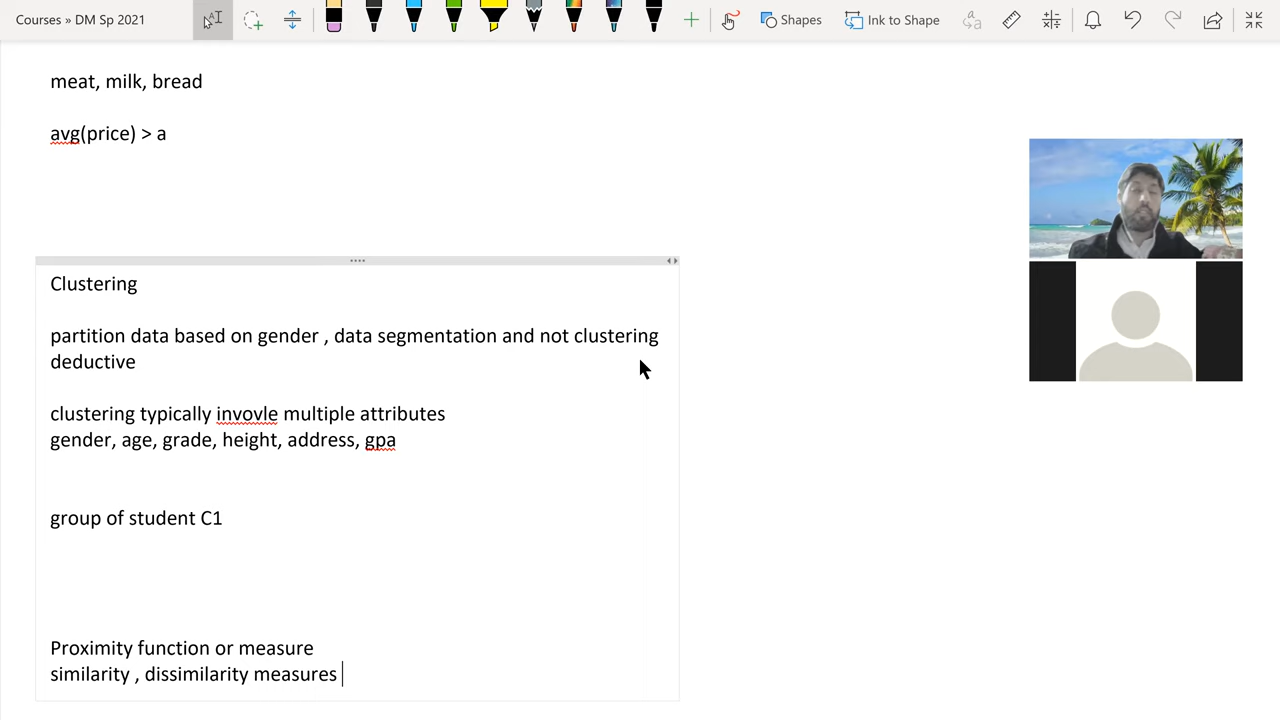 Courses » DM Sp 2021
Shapes
Ink to Shape
meat, milk, bread
avg(price) > a
Clustering
partition data based on gender , data segmentation and not clustering
deductive
clustering typically invovle multiple attributes
gender, age, grade, height, address, gpa
group of student C1
Proximity function or measure
similarity , dissimilarity measures